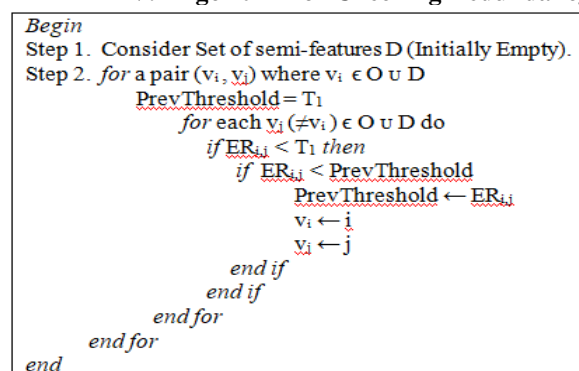 Begin
Step 1. Consider Set of semi-features D (Initially Empty).
Step 2. for a pair (vᵢ, vⱼ) where vᵢ ϵ O υ D
PrevThreshold = T₁
for each vⱼ (≠vᵢ) ϵ O υ D do
if ERᵢ,ⱼ < T₁ then
if ERᵢ,ⱼ < PrevThreshold
PrevThreshold ← ERᵢ,ⱼ
vᵢ ← i
vⱼ ← j
end if
end if
end for
end for
end